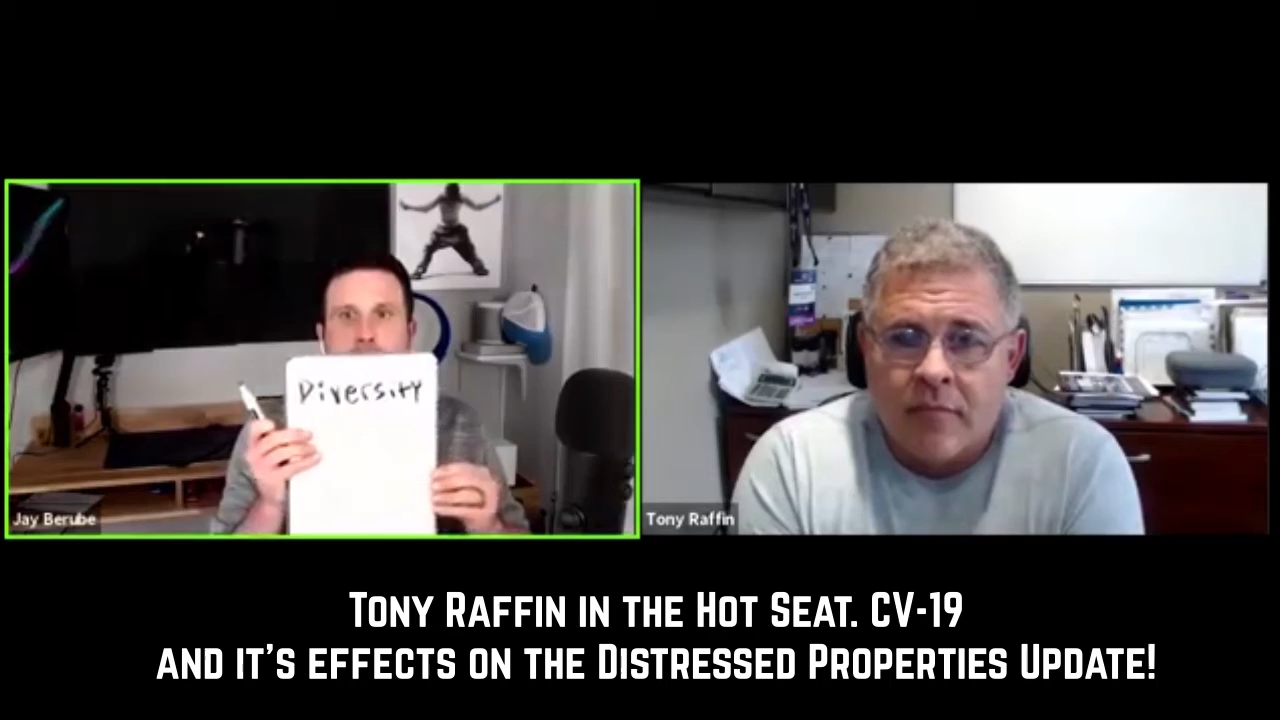 Diversity
Jay Berube
Tony Raffin
Tony Raffin in the Hot Seat. CV-19
and it's effects on the Distressed Properties Update!